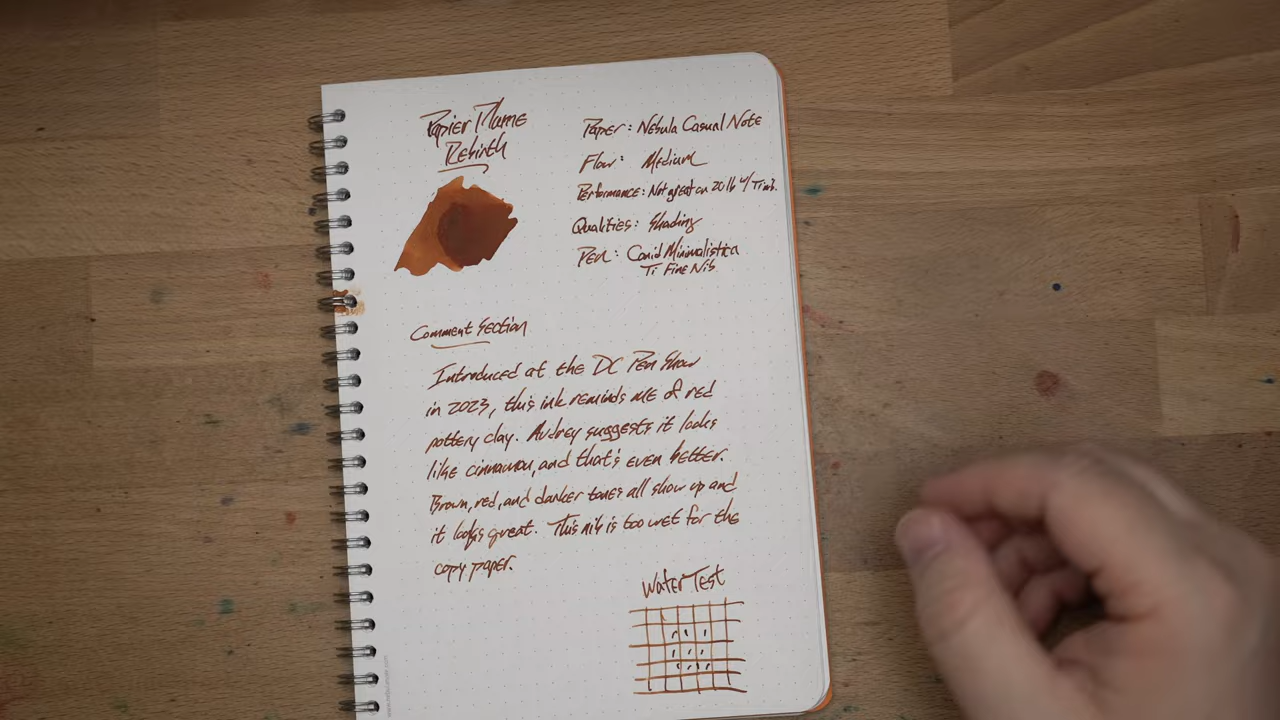 Papier Plume
Rebirth
Paper: Nebula Casual Note
Flow: Medium
Performance: Not great on 20 lb w/ this.
Qualities: Shading
Pen: Conid Minimalistica
Ti Fine Nib
Comment Section
Introduced at the DC Pen Show
in 2023, this ink reminds me of red
pottery clay. Audrey suggests it looks
like cinnamon, and that's even better.
Brown, red, and darker tones all show up and
it looks great. This nib is too wet for the
copy paper.
Water Test